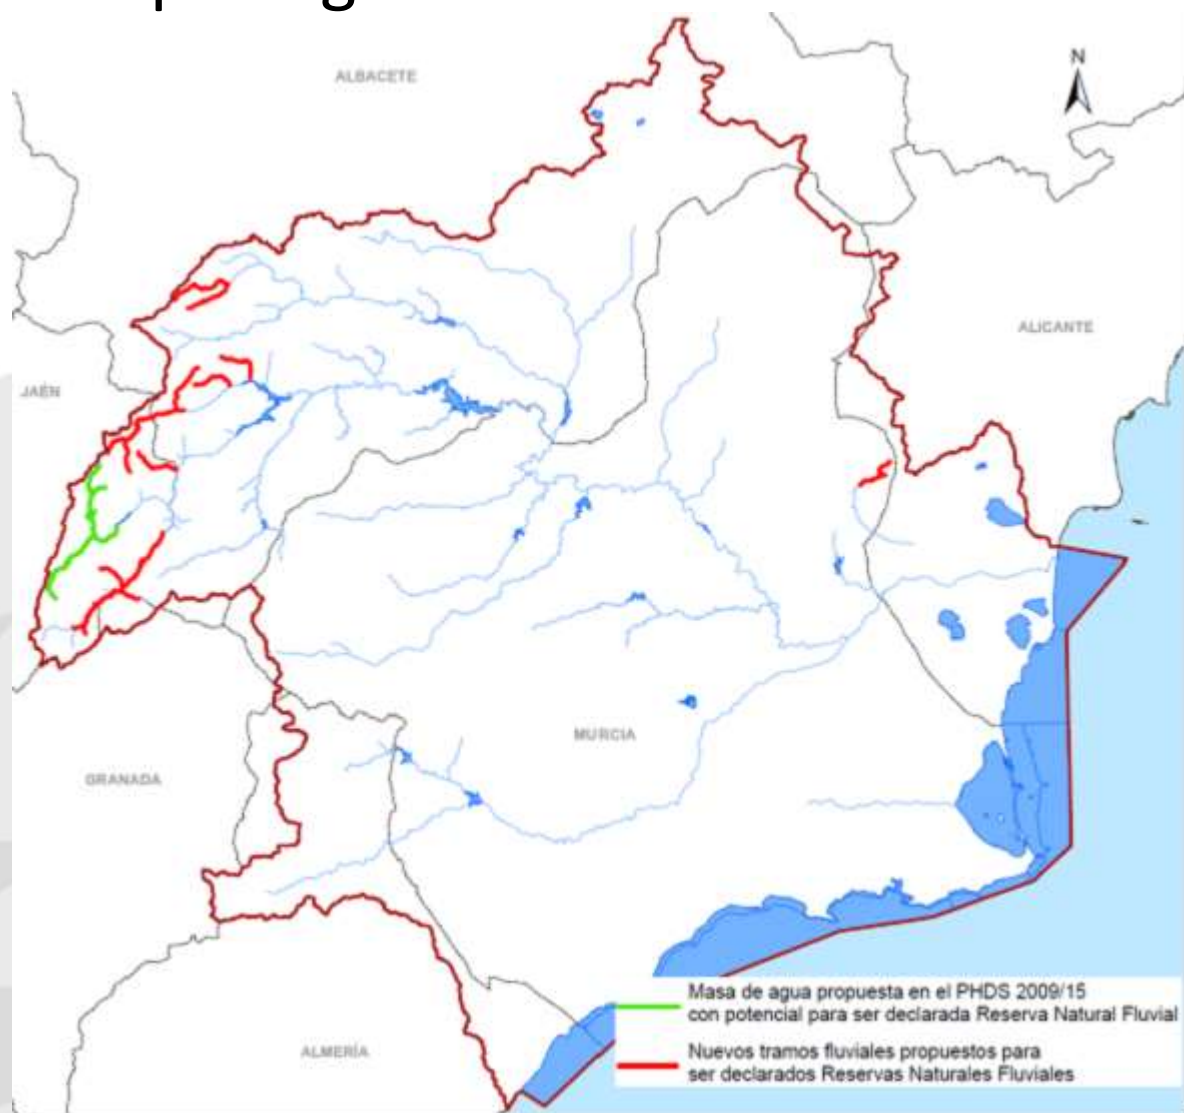 ALBACETE
N
ALICANTE
JAÉN
MURCIA
GRANADA
ALMERÍA
Masa de agua propuesta en el PHDS 2009/15
con potencial para ser declarada Reserva Natural Fluvial
Nuevos tramos fluviales propuestos para
ser declarados Reservas Naturales Fluviales